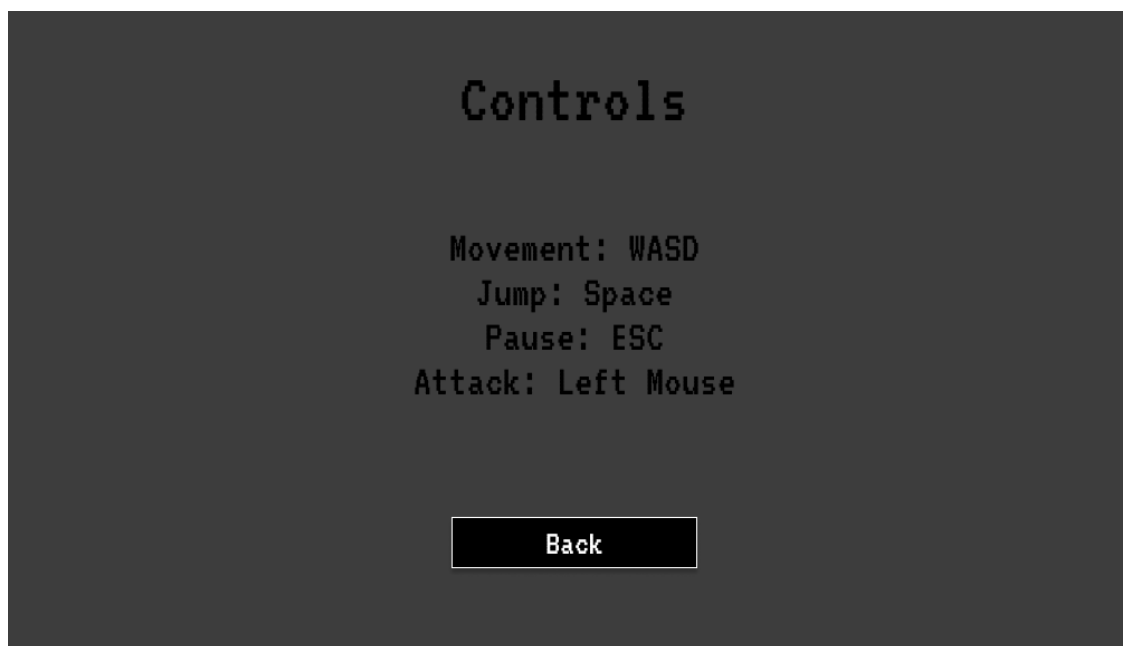 Controls
Movement: WASD
Jump: Space
Pause: ESC
Attack: Left Mouse
Back